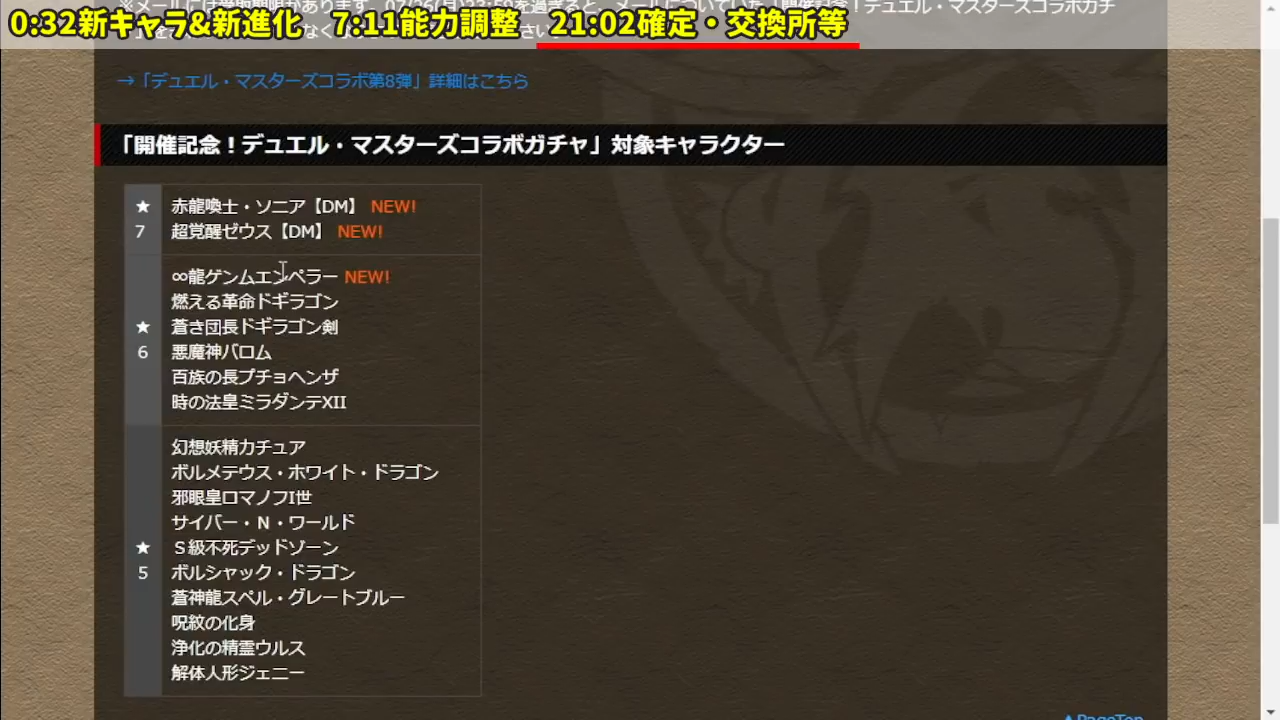 0:32新キャラ&新進化 7:11能力調整 21:02確定・交換所等
→「デュエル・マスターズコラボ第8弾」詳細はこちら
「開催記念！デュエル・マスターズコラボガチャ」対象キャラクター
★
7
赤龍喚士・ソニア【DM】 NEW!
超覚醒ゼウス【DM】 NEW!
★
6
∞龍ゲンムエンペラー NEW!
燃える革命ドギラゴン
蒼き団長ドギラゴン剣
悪魔神バロム
百族の長プチョヘンザ
時の法皇ミラダンテXII
★
5
幻想妖精カチュア
ボルメテウス・ホワイト・ドラゴン
邪眼皇ロマノフI世
サイバー・N・ワールド
S級不死デッドゾーン
ボルシャック・ドラゴン
蒼神龍スペル・グレートブルー
呪紋の化身
浄化の精霊ウルス
解体人形ジェニー
▲PageTop